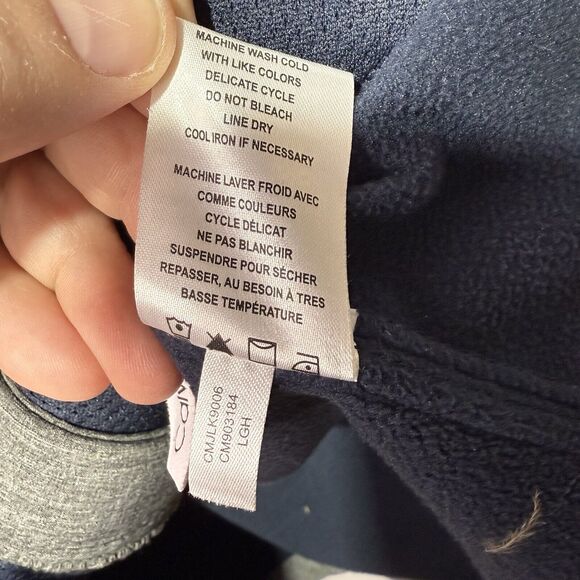 MACHINE WASH COLD
WITH LIKE COLORS
DELICATE CYCLE
DO NOT BLEACH
LINE DRY
COOL IRON IF NECESSARY
MACHINE LAVER FROID AVEC
COMME COULEURS
CYCLE DÉLICAT
NE PAS BLANCHIR
SUSPENDRE POUR SÉCHER
REPASSER, AU BESOIN À TRES
BASSE TEMPÉRATURE
CMJLK9006
CM903184
LGH